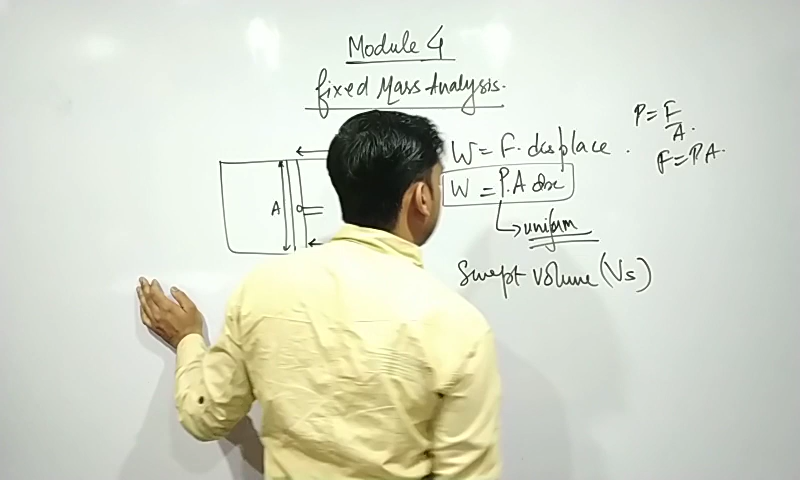 Module 4
fixed Mass Analysis.
P = F/A.
F = P.A.
W = F. displace.
W = P.A dx
uniform
Swept volume (Vs)
A